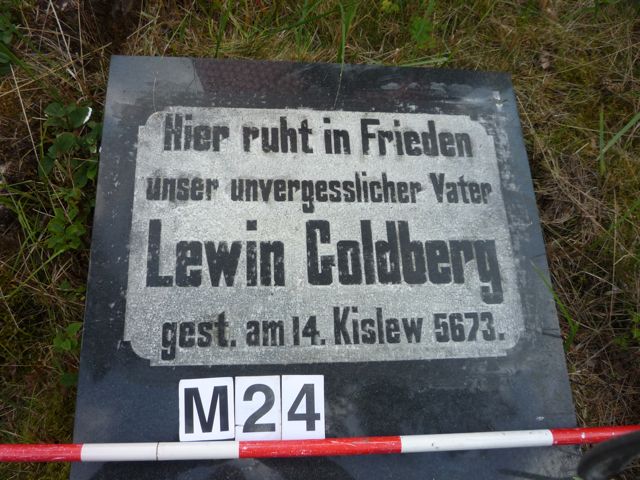 Hier ruht in Frieden
unser unvergesslicher Vater
Lewin Goldberg
gest. am 14. Kislew 5673.
M24